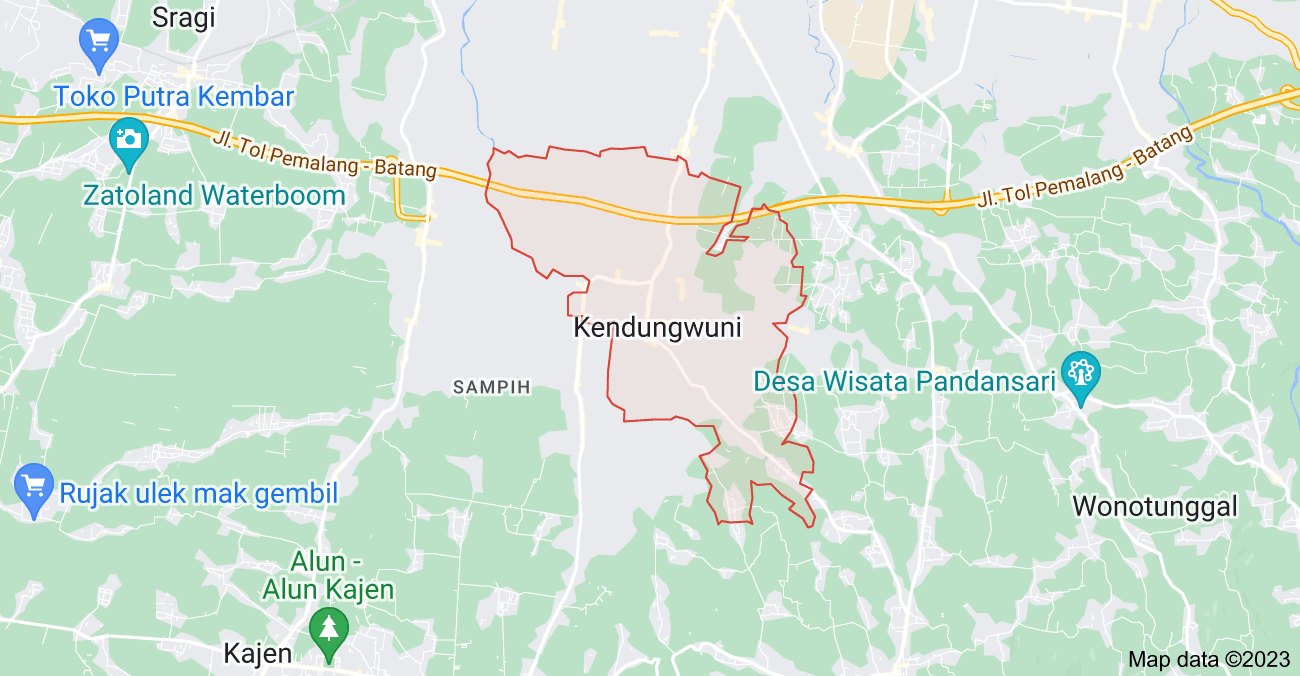 Sragi
Toko Putra Kembar
Jl. Tol Pemalang - Batang
Jl. Tol Pemalang - Batang
Zatoland Waterboom
Kendungwuni
SAMPIH
Desa Wisata Pandansari
Rujak ulek mak gembil
Wonotunggal
Alun -
Alun Kajen
Kajen
Map data ©2023